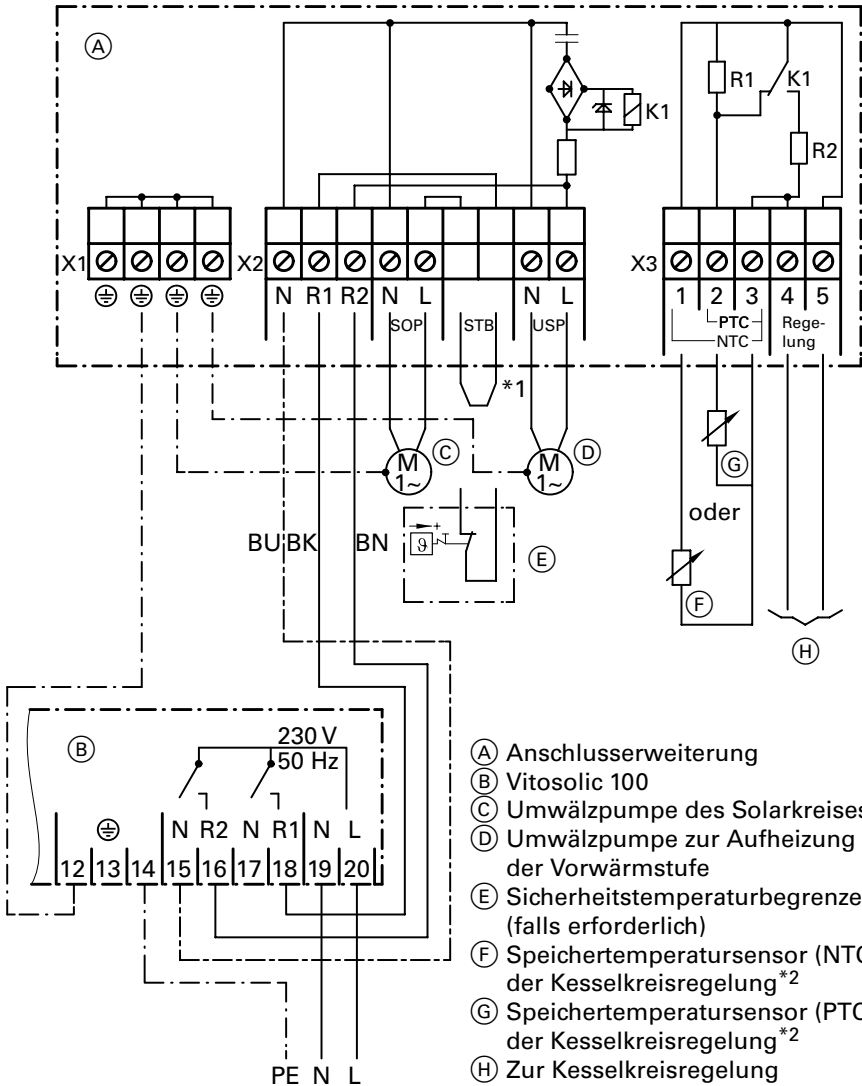 A
K1
R1
K1
R2
X1
X2
X3
N R1 R2 N L N L
1 2 3 4 5
SOP
STB
USP
PTC
NTC
Rege-
lung
*1
M
1~
C
M
1~
D
G
oder
BU BK BN
ϑ
+
E
F
H
B
230 V
50 Hz
N R2 N R1 N L
12 13 14 15 16 17 18 19 20
PE N L
A Anschlusserweiterung
B Vitosolic 100
C Umwälzpumpe des Solarkreises
D Umwälzpumpe zur Aufheizung
der Vorwärmstufe
E Sicherheitstemperaturbegrenze
(falls erforderlich)
F Speichertemperatursensor (NTC
der Kesselkreisregelung*2
G Speichertemperatursensor (PTC
der Kesselkreisregelung*2
H Zur Kesselkreisregelung